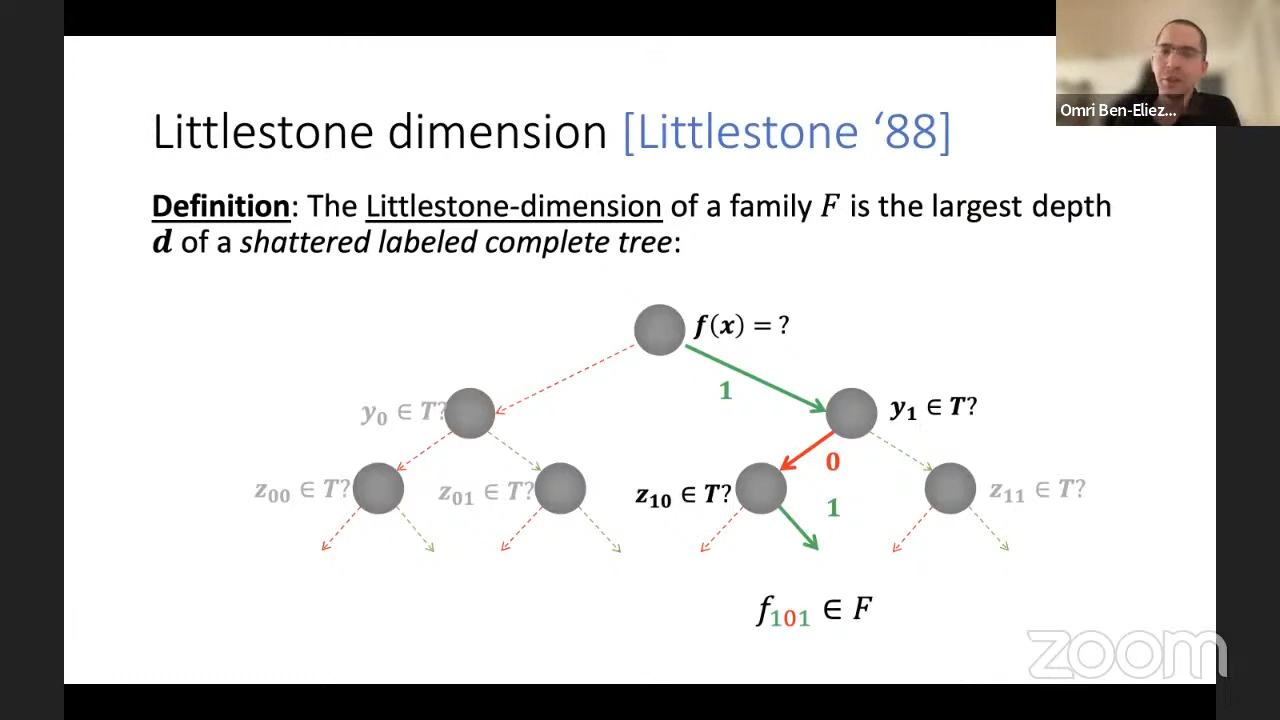 Omri Ben-Eliez...
Littlestone dimension [Littlestone ‘88]
Definition: The Littlestone-dimension of a family F is the largest depth
d of a shattered labeled complete tree:
f(x) = ?
1
y₀ ∈ T?
y₁ ∈ T?
0
z₀₀ ∈ T?
z₀₁ ∈ T?
z₁₀ ∈ T?
1
z₁₁ ∈ T?
f₁₀₁ ∈ F
zoom